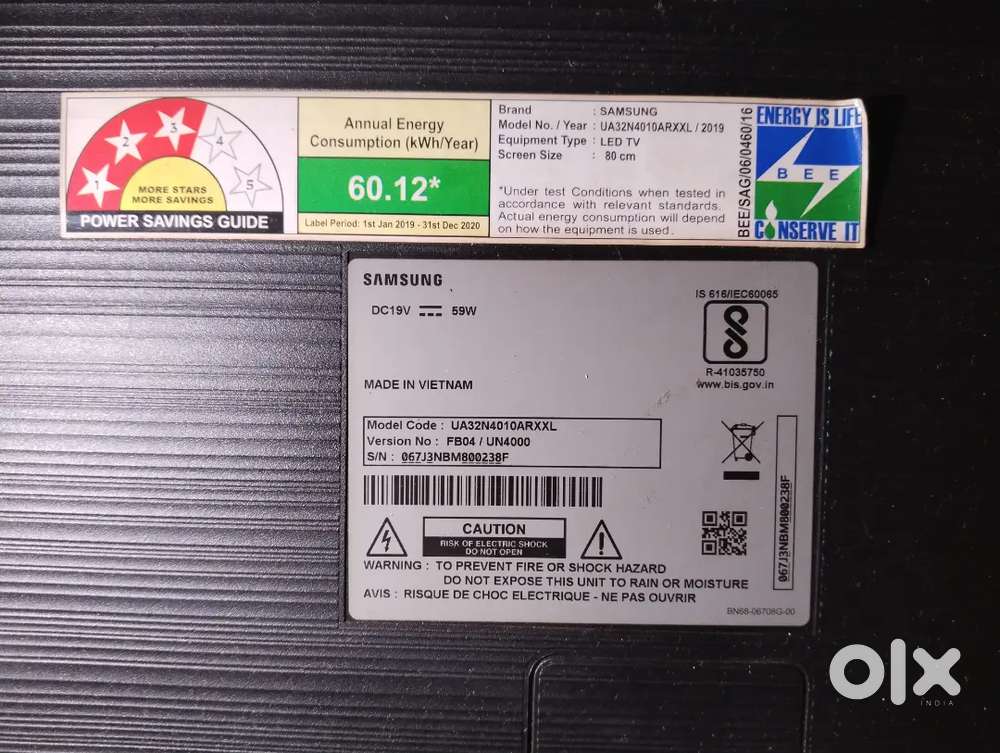 1
2
3
4
5
MORE STARS
MORE SAVINGS
POWER SAVINGS GUIDE
Annual Energy
Consumption (kWh/Year)
60.12*
Label Period: 1st Jan 2019 - 31st Dec 2020
Brand : SAMSUNG
Model No. / Year : UA32N4010ARXXL / 2019
Equipment Type : LED TV
Screen Size : 80 cm
*Under test Conditions when tested in
accordance with relevant standards.
Actual energy consumption will depend
on how the equipment is used.
BEE/SAG/06/0460/16
ENERGY IS LIFE
BEE
CONSERVE IT
SAMSUNG
DC19V 59W
IS 616/IEC60065
R-41035750
www.bis.gov.in
MADE IN VIETNAM
Model Code : UA32N4010ARXXL
Version No : FB04 / UN4000
S/N : 067J3NBM800238F
067J3NBM800238F
CAUTION
RISK OF ELECTRIC SHOCK
DO NOT OPEN
WARNING : TO PREVENT FIRE OR SHOCK HAZARD
DO NOT EXPOSE THIS UNIT TO RAIN OR MOISTURE
AVIS : RISQUE DE CHOC ELECTRIQUE - NE PAS OUVRIR
BN68-06708G-00
olx
INDIA